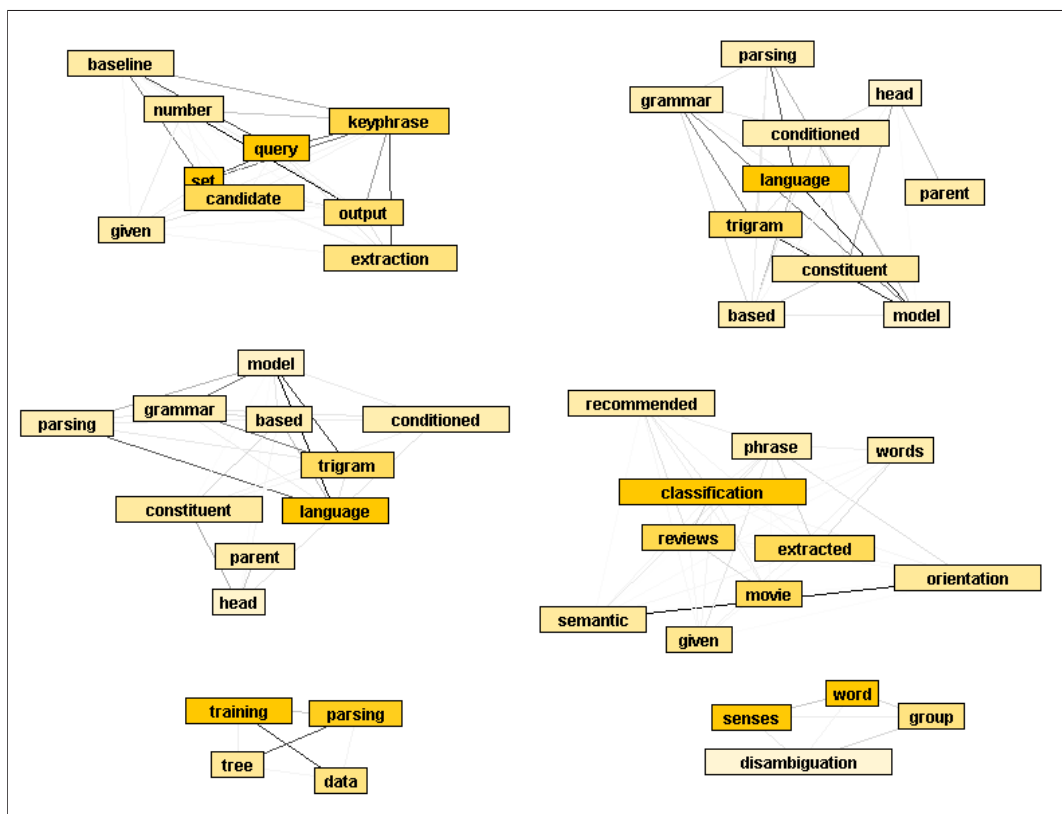 baseline
number
keyphrase
query
set
candidate
output
given
extraction
parsing
grammar
head
conditioned
language
parent
trigram
constituent
based
model
model
grammar
based
conditioned
parsing
trigram
constituent
language
parent
head
recommended
phrase
words
classification
reviews
extracted
orientation
movie
semantic
given
training
parsing
tree
data
word
senses
group
disambiguation